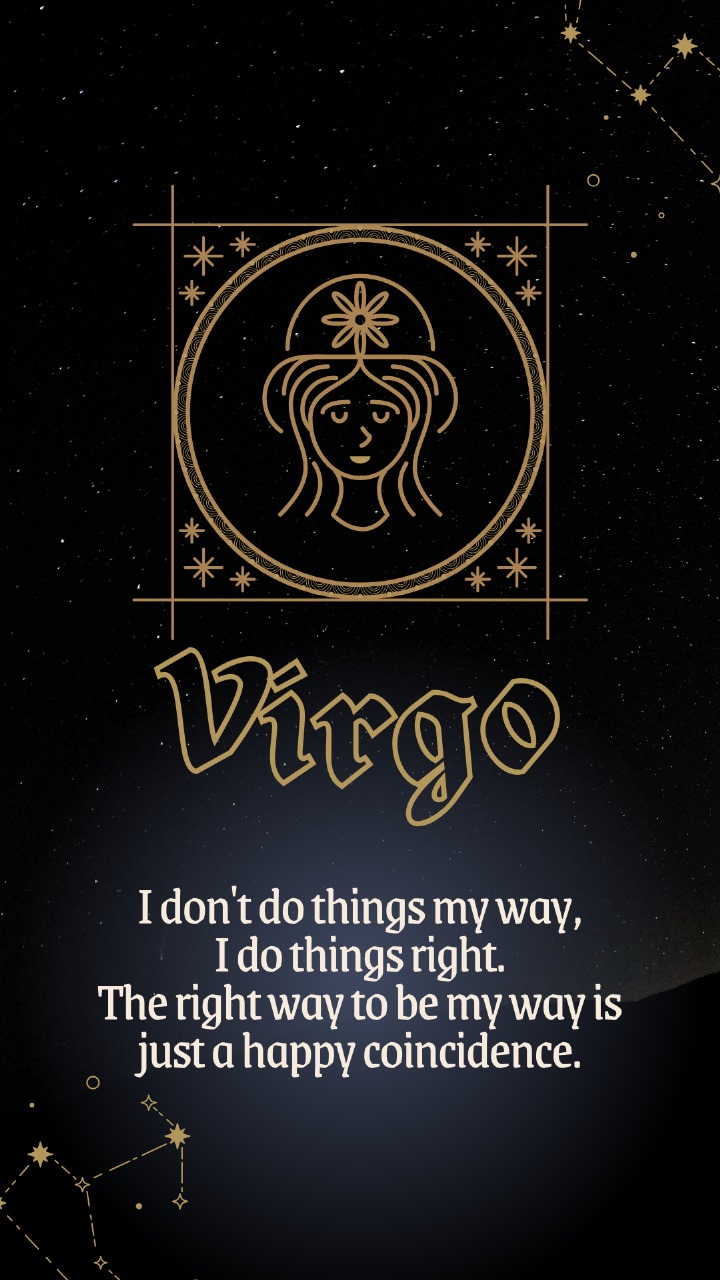 Virgo
I don't do things my way,
I do things right.
The right way to be my way is
just a happy coincidence.